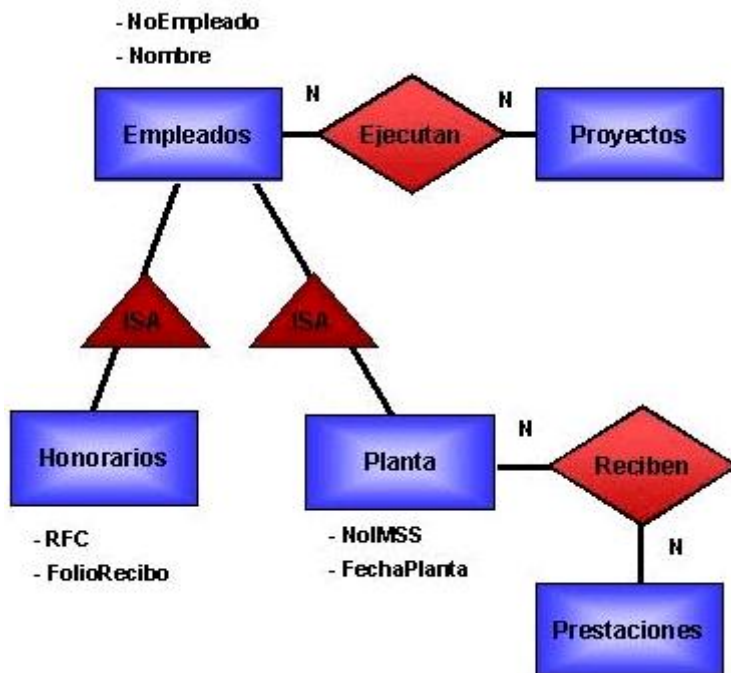 - NoEmpleado
- Nombre
N
N
Empleados
Ejecutan
Proyectos
ISA
ISA
Honorarios
Planta
N
Reciben
- RFC
- FolioRecibo
- NoIMSS
- FechaPlanta
N
Prestaciones